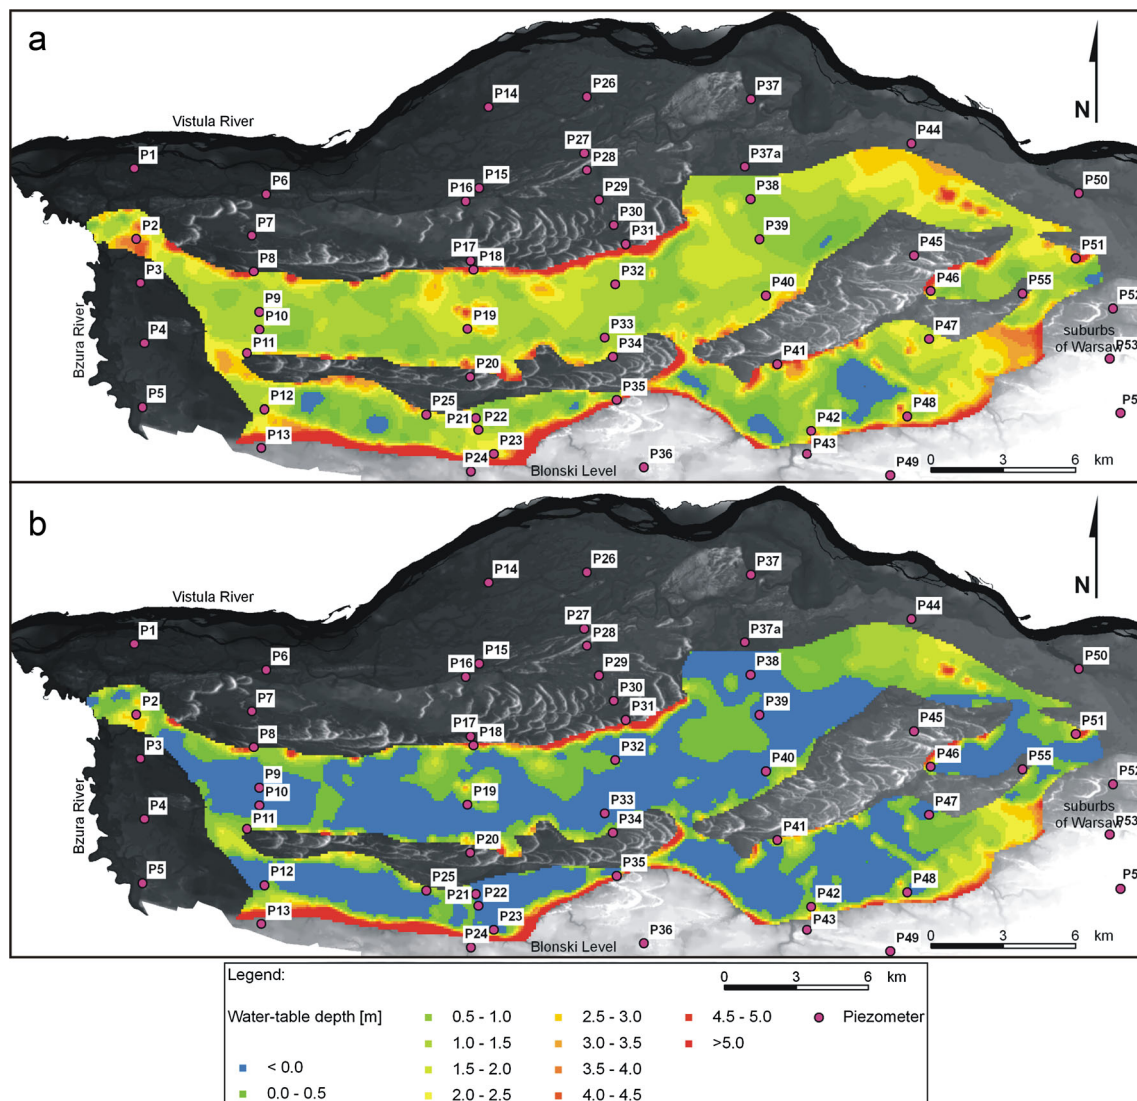 a
P26
P37
P14
N
Vistula River
P44
P27
P1
P28
P37a
P15
P6
P16
P29
P38
P50
P30
P2
P7
P31
P39
P45
P17
P51
P18
P8
P3
P32
P46
P55
P40
P52
P9
Bzura River
P10
P19
P33
P47
suburbs
of Warsaw
P4
P11
P34
P53
P20
P41
P35
P12
P25
P5
P22
P21
P42
P48
P5
P13
P23
P43
P24
Blonski Level
P36
P49
0 3 6 km
b
P26
P37
P14
N
Vistula River
P44
P27
P1
P28
P37a
P15
P6
P16
P29
P38
P50
P30
P2
P7
P31
P39
P45
P17
P51
P18
P8
P3
P32
P46
P55
P40
P52
P9
Bzura River
P10
P19
P33
P47
suburbs
of Warsaw
P4
P11
P34
P53
P20
P41
P35
P12
P25
P5
P22
P21
P42
P48
P5
P13
P23
P43
P24
Blonski Level
P36
P49
0 3 6 km
Legend:
0 3 6 km
Water-table depth [m]
< 0.0
0.0 - 0.5
0.5 - 1.0
1.0 - 1.5
1.5 - 2.0
2.0 - 2.5
2.5 - 3.0
3.0 - 3.5
3.5 - 4.0
4.0 - 4.5
4.5 - 5.0
>5.0
Piezometer